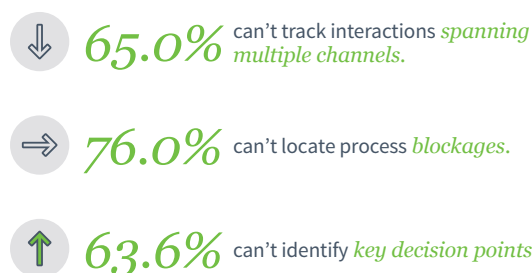 65.0% can’t track interactions spanning
multiple channels.
76.0% can’t locate process blockages.
63.6% can’t identify key decision points